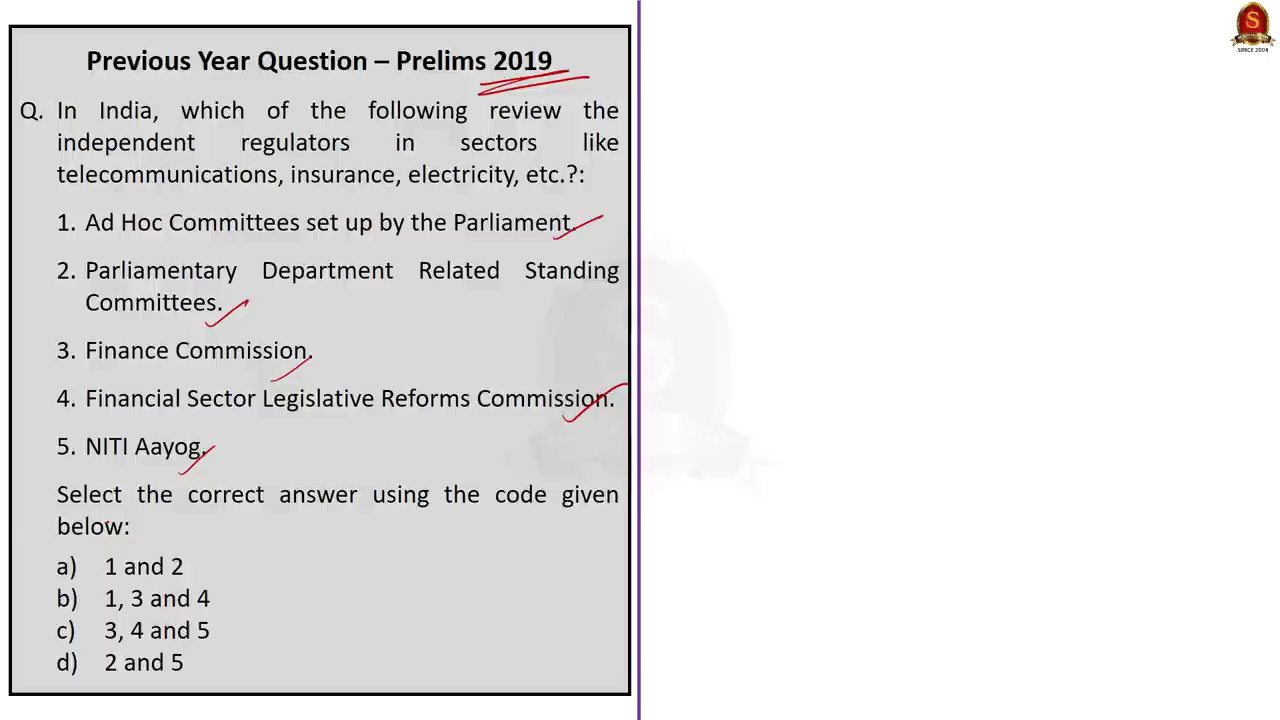 Previous Year Question – Prelims 2019
Q. In India, which of the following review the
independent regulators in sectors like
telecommunications, insurance, electricity, etc.?:
1. Ad Hoc Committees set up by the Parliament.
2. Parliamentary Department Related Standing
Committees.
3. Finance Commission.
4. Financial Sector Legislative Reforms Commission.
5. NITI Aayog.
Select the correct answer using the code given
below:
a) 1 and 2
b) 1, 3 and 4
c) 3, 4 and 5
d) 2 and 5
S
SINCE 2004